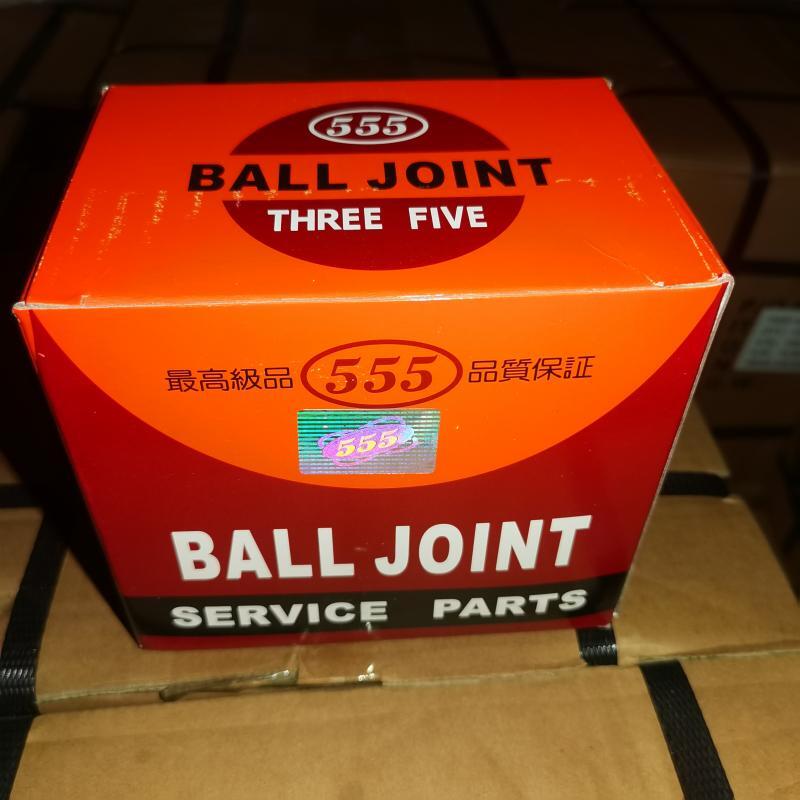 555
BALL JOINT
THREE FIVE
最高級品 555 品質保証
555
BALL JOINT
SERVICE PARTS